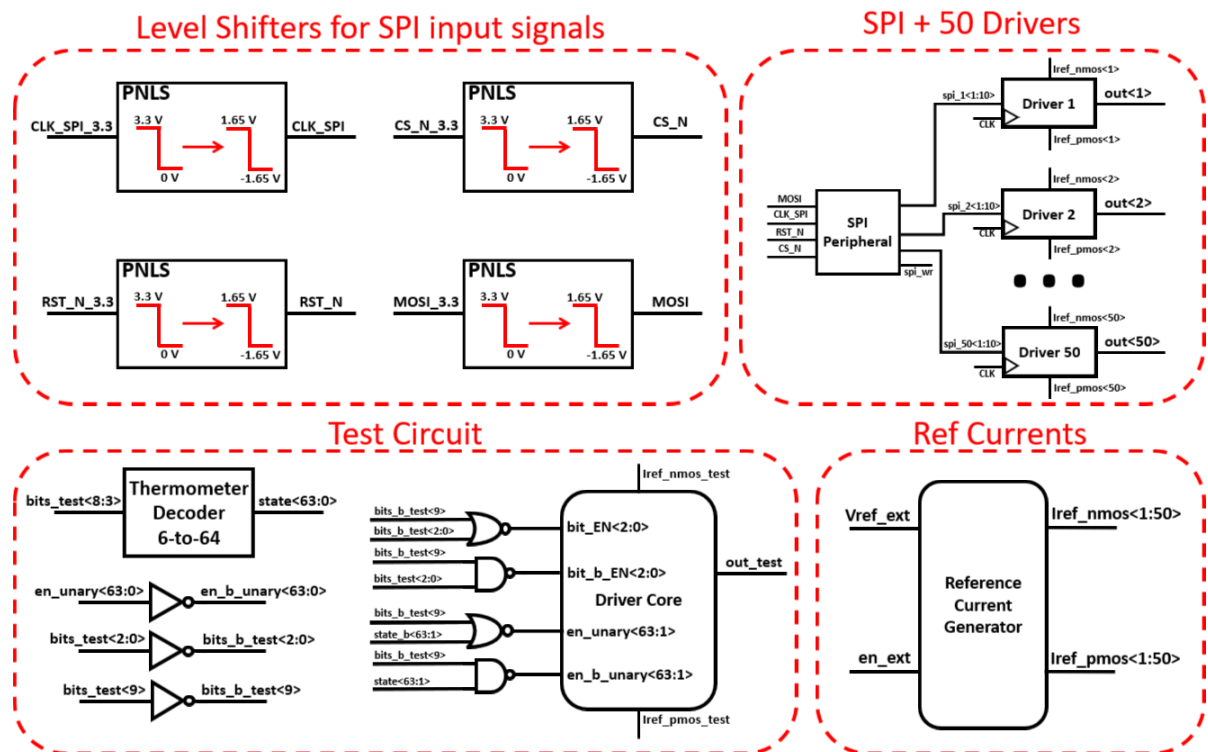 Level Shifters for SPI input signals
PNLS
CLK_SPI_3.3
3.3 V
0 V
1.65 V
-1.65 V
CLK_SPI
PNLS
CS_N_3.3
3.3 V
0 V
1.65 V
-1.65 V
CS_N
PNLS
RST_N_3.3
3.3 V
0 V
1.65 V
-1.65 V
RST_N
PNLS
MOSI_3.3
3.3 V
0 V
1.65 V
-1.65 V
MOSI
SPI + 50 Drivers
MOSI
CLK_SPI
RST_N
CS_N
SPI
Peripheral
spi_wr
Iref_nmos<1>
spi_1<1:10>
Driver 1
out<1>
CLK
Iref_pmos<1>
Iref_nmos<2>
spi_2<1:10>
Driver 2
out<2>
CLK
Iref_pmos<2>
Iref_nmos<50>
spi_50<1:10>
Driver 50
out<50>
CLK
Iref_pmos<50>
Test Circuit
bits_test<8:3>
Thermometer
Decoder
6-to-64
state<63:0>
en_unary<63:0>
en_b_unary<63:0>
bits_test<2:0>
bits_b_test<2:0>
bits_test<9>
bits_b_test<9>
Iref_nmos_test
bits_b_test<9>
bits_b_test<2:0>
bit_EN<2:0>
bits_b_test<9>
bits_test<2:0>
bit_b_EN<2:0>
Driver Core
out_test
bits_b_test<9>
state_b<63:1>
en_unary<63:1>
bits_b_test<9>
state<63:1>
en_b_unary<63:1>
Iref_pmos_test
Ref Currents
Vref_ext
en_ext
Reference
Current
Generator
Iref_nmos<1:50>
Iref_pmos<1:50>